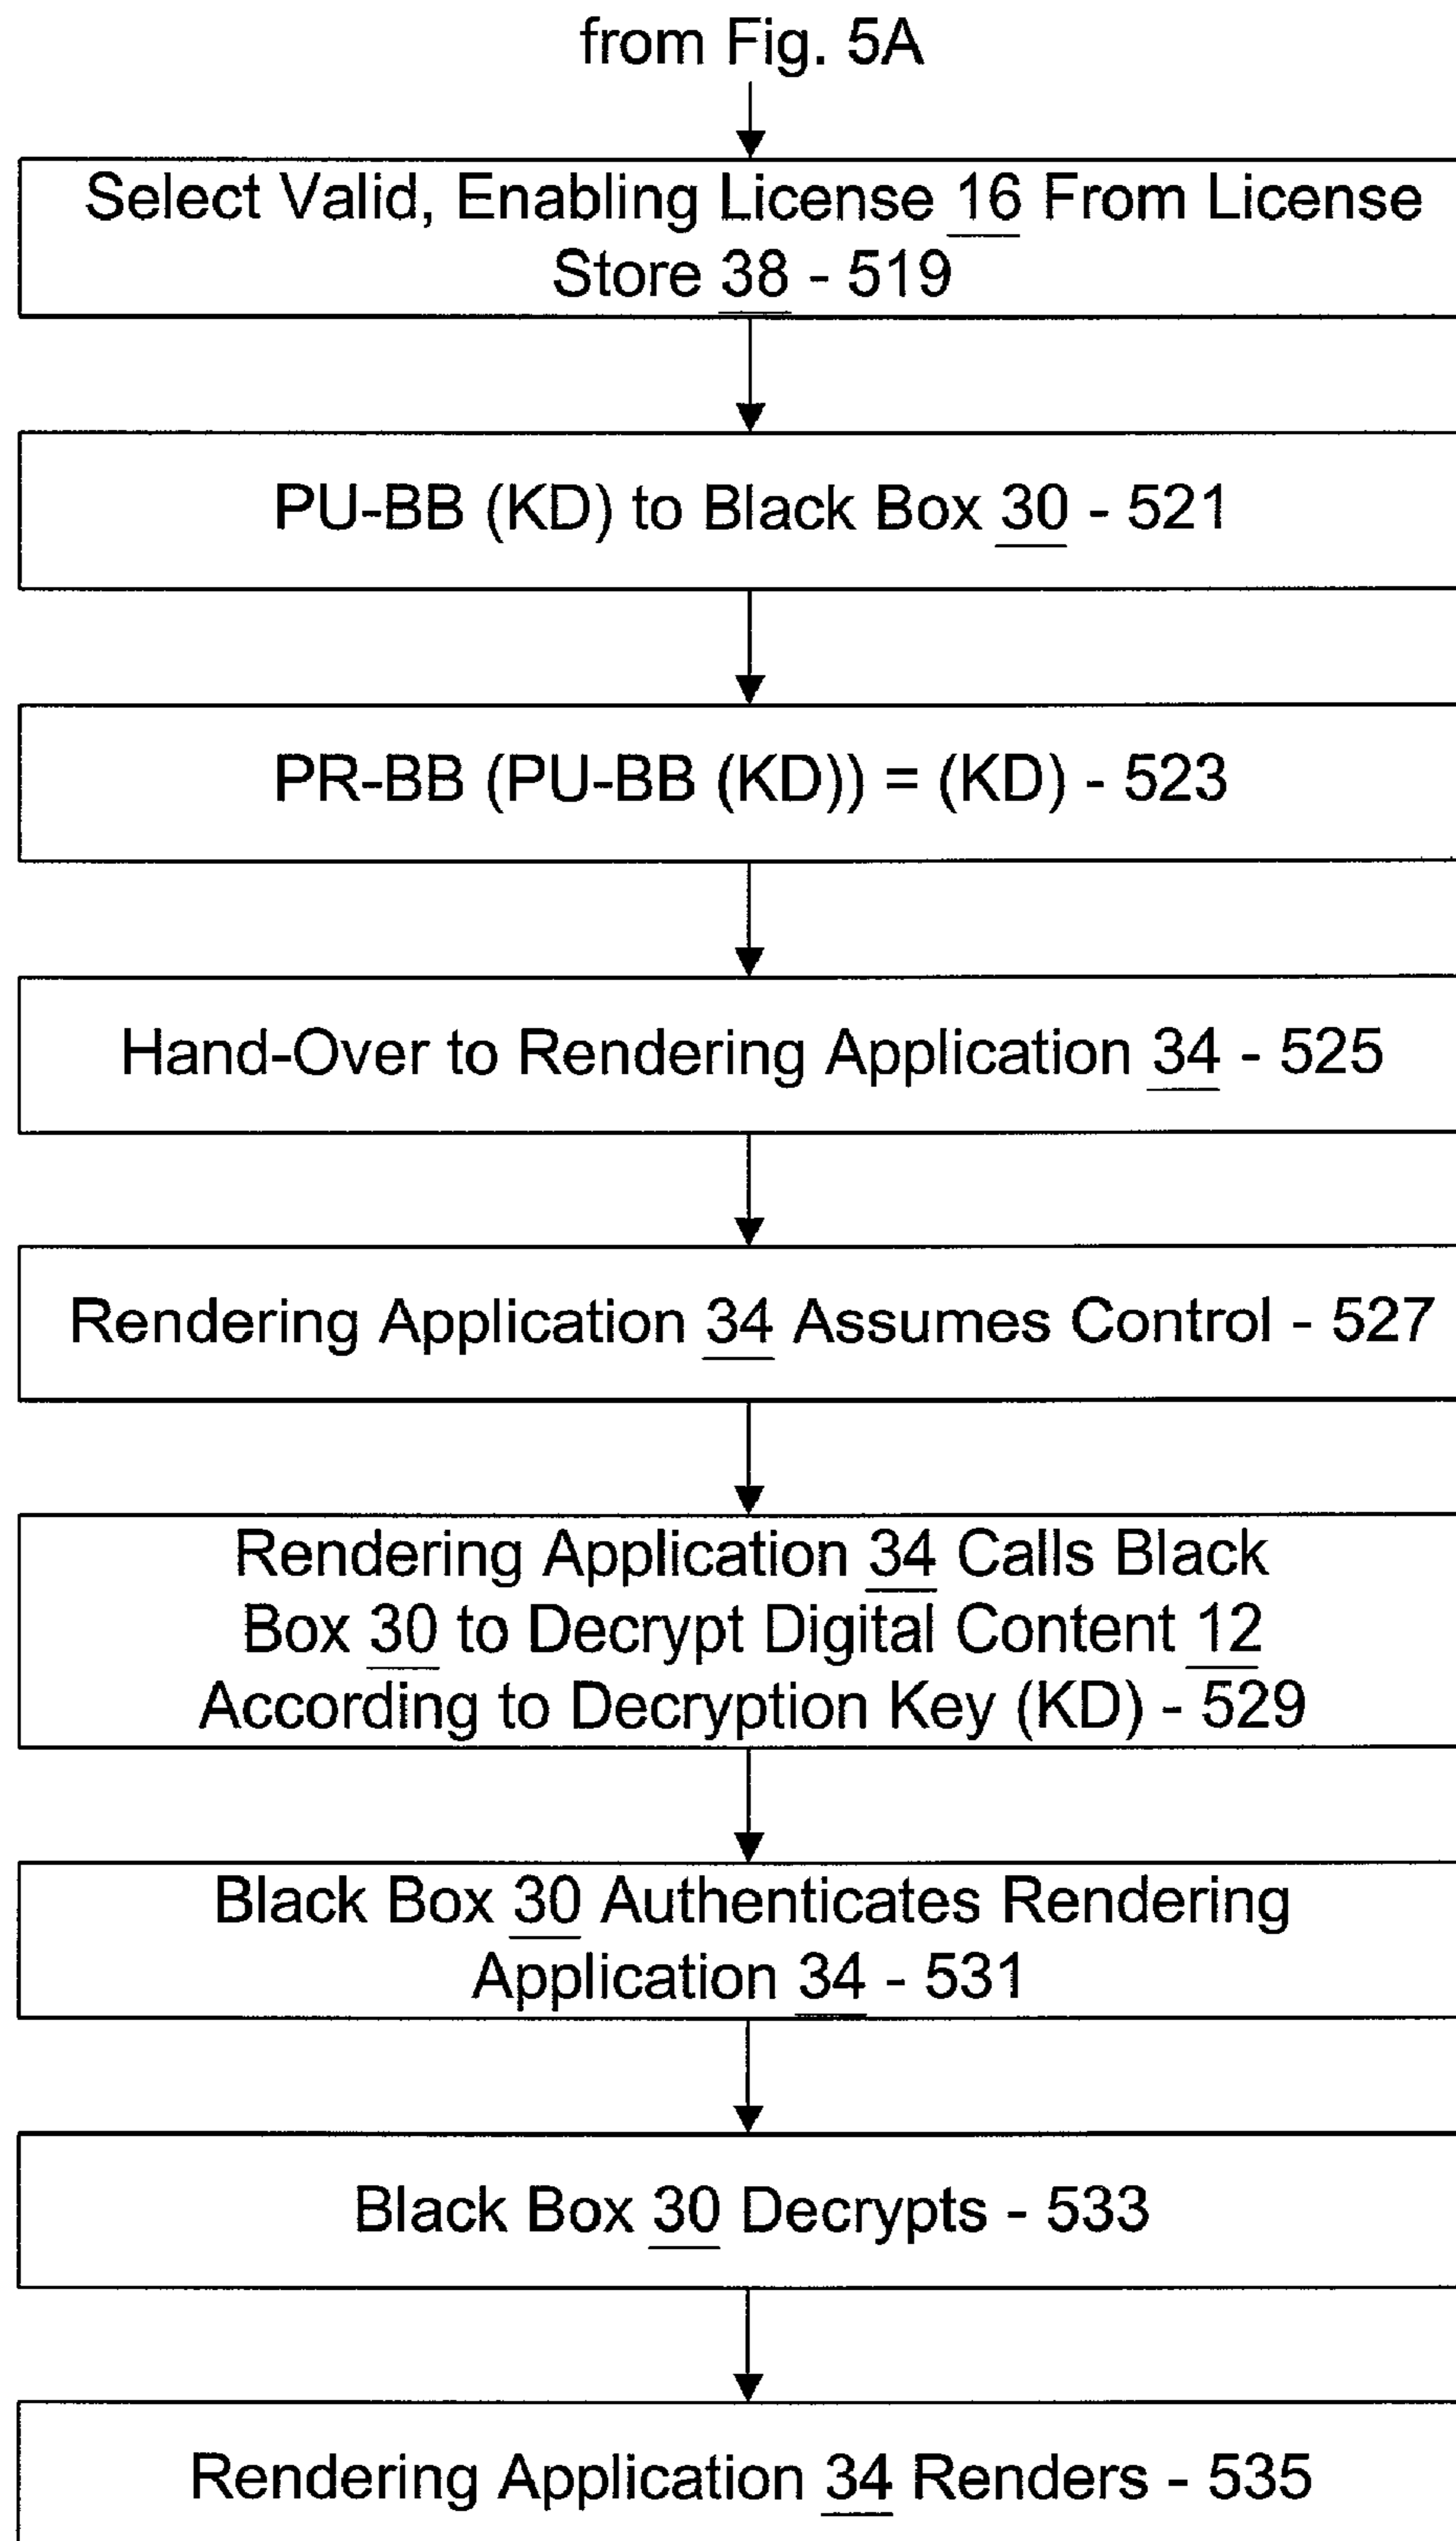 from Fig. 5A
Select Valid, Enabling License 16 From License
Store 38 - 519
PU-BB (KD) to Black Box 30 - 521
PR-BB (PU-BB (KD)) = (KD) - 523
Hand-Over to Rendering Application 34 - 525
Rendering Application 34 Assumes Control - 527
Rendering Application 34 Calls Black
Box 30 to Decrypt Digital Content 12
According to Decryption Key (KD) - 529
Black Box 30 Authenticates Rendering
Application 34 - 531
Black Box 30 Decrypts - 533
Rendering Application 34 Renders - 535